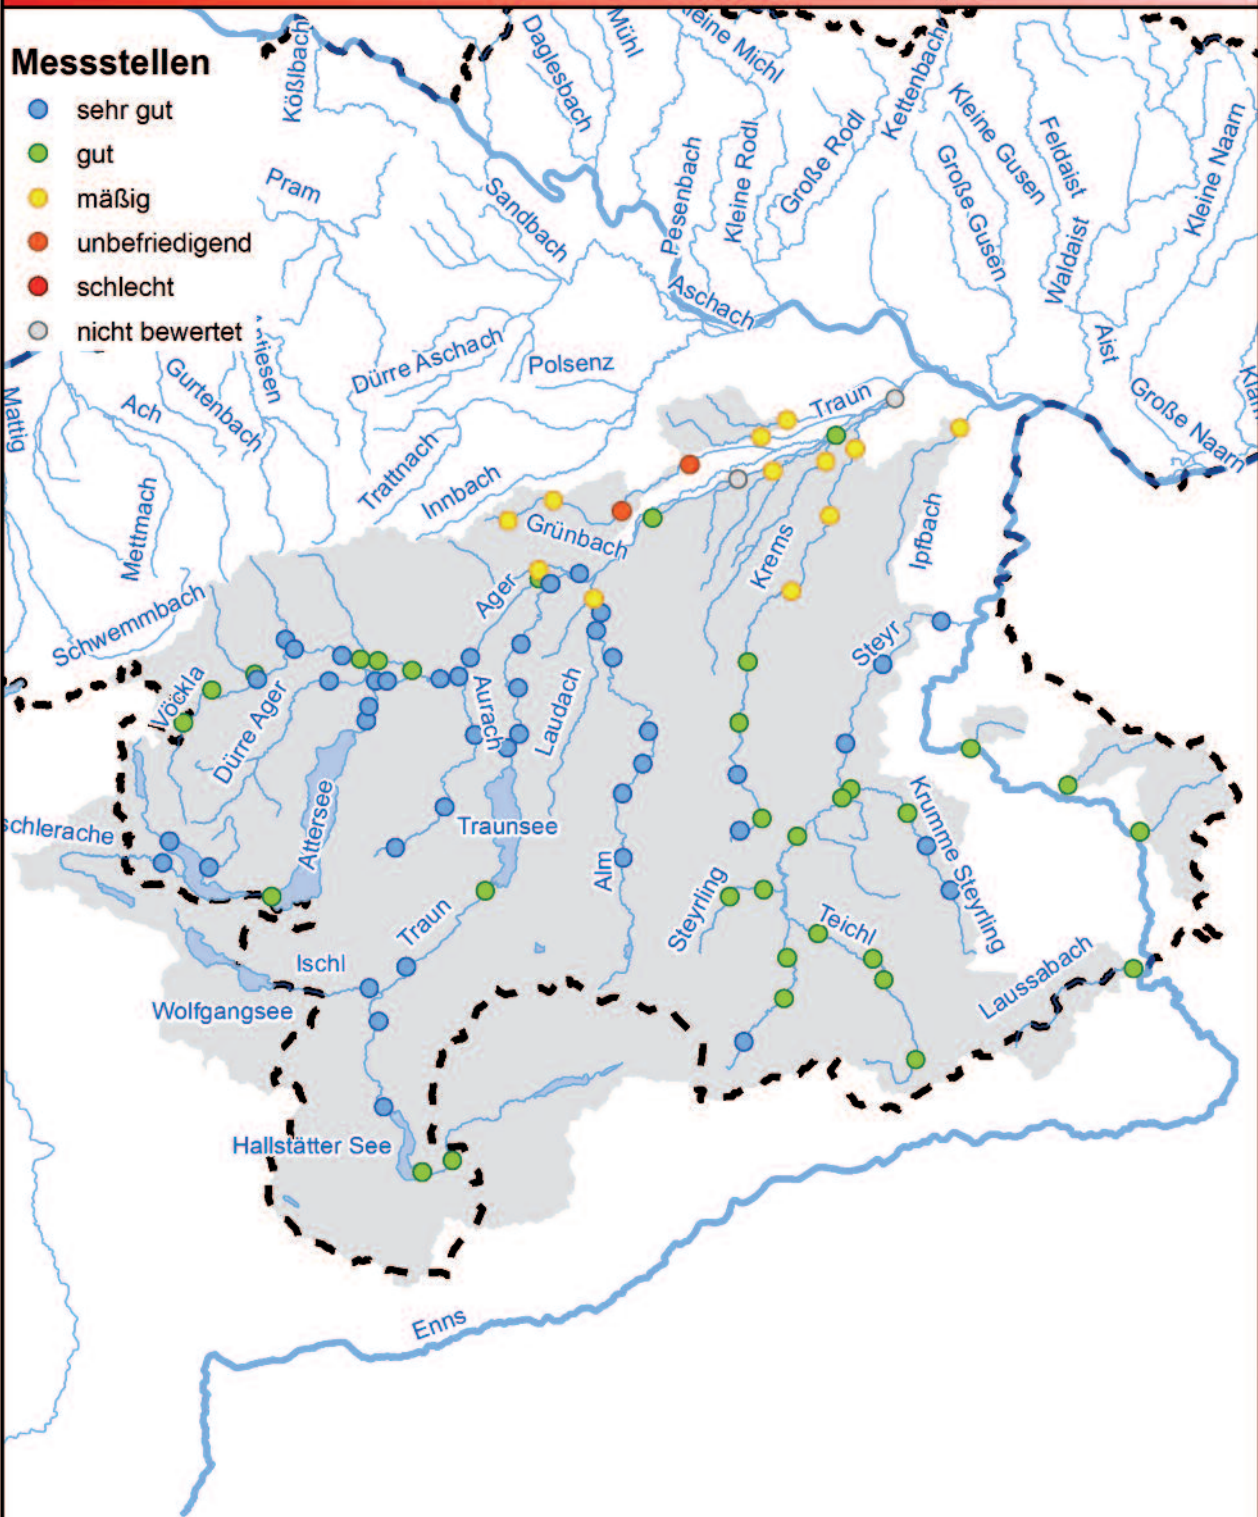 Messstellen
sehr gut
gut
mäßig
unbefriedigend
schlecht
nicht bewertet
Kößlbach
Daglesbach
Mühl
Kettenbach
Kleine Gusen
Feldaist
Kleine Naarn
Pram
Sandbach
Pesenbach
Kleine Rodl
Große Rodl
Große Gusen
Waldaist
Aschach
Aist
Große Naarn
Mattig
Ach
Gurtenbach
Dürre Aschach
Polsenz
Traun
Trattnach
Innbach
Mettmach
Grünbach
Krems
Ipfbach
Schwemmbach
Ager
Steyr
Vöckla
Dürre Ager
Aurach
Laudach
Attersee
Traunsee
Alm
Krumme Steyrling
Steyrling
Teichl
Traun
Ischl
Wolfgangsee
Laussabach
Hallstätter See
Enns